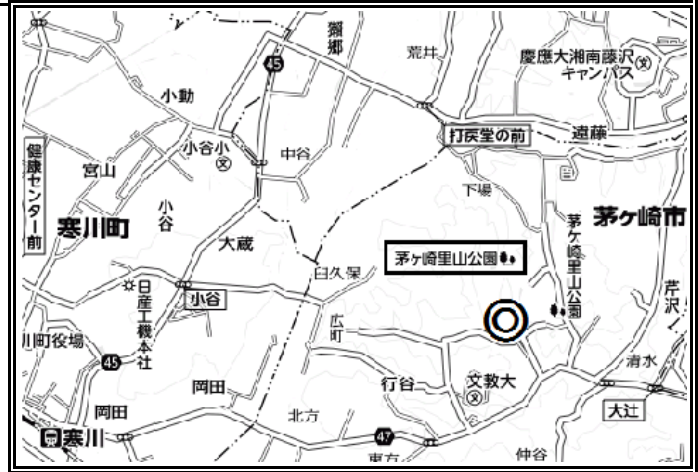 獺郷
荒井
慶應大湘南藤沢
キャンパス
45
小動
打戻堂の前
遠藤
小谷小
中谷
健康センター前
宮山
下場
小谷
寒川町
茅ヶ崎市
大蔵
茅ヶ崎里山公園
茅ヶ崎里山公園
臼久保
芹沢
日産工機本社
小谷
広町
川町役場
45
清水
行谷
文教大
岡田
大辻
岡田
北方
寒川
47
東方
仲谷